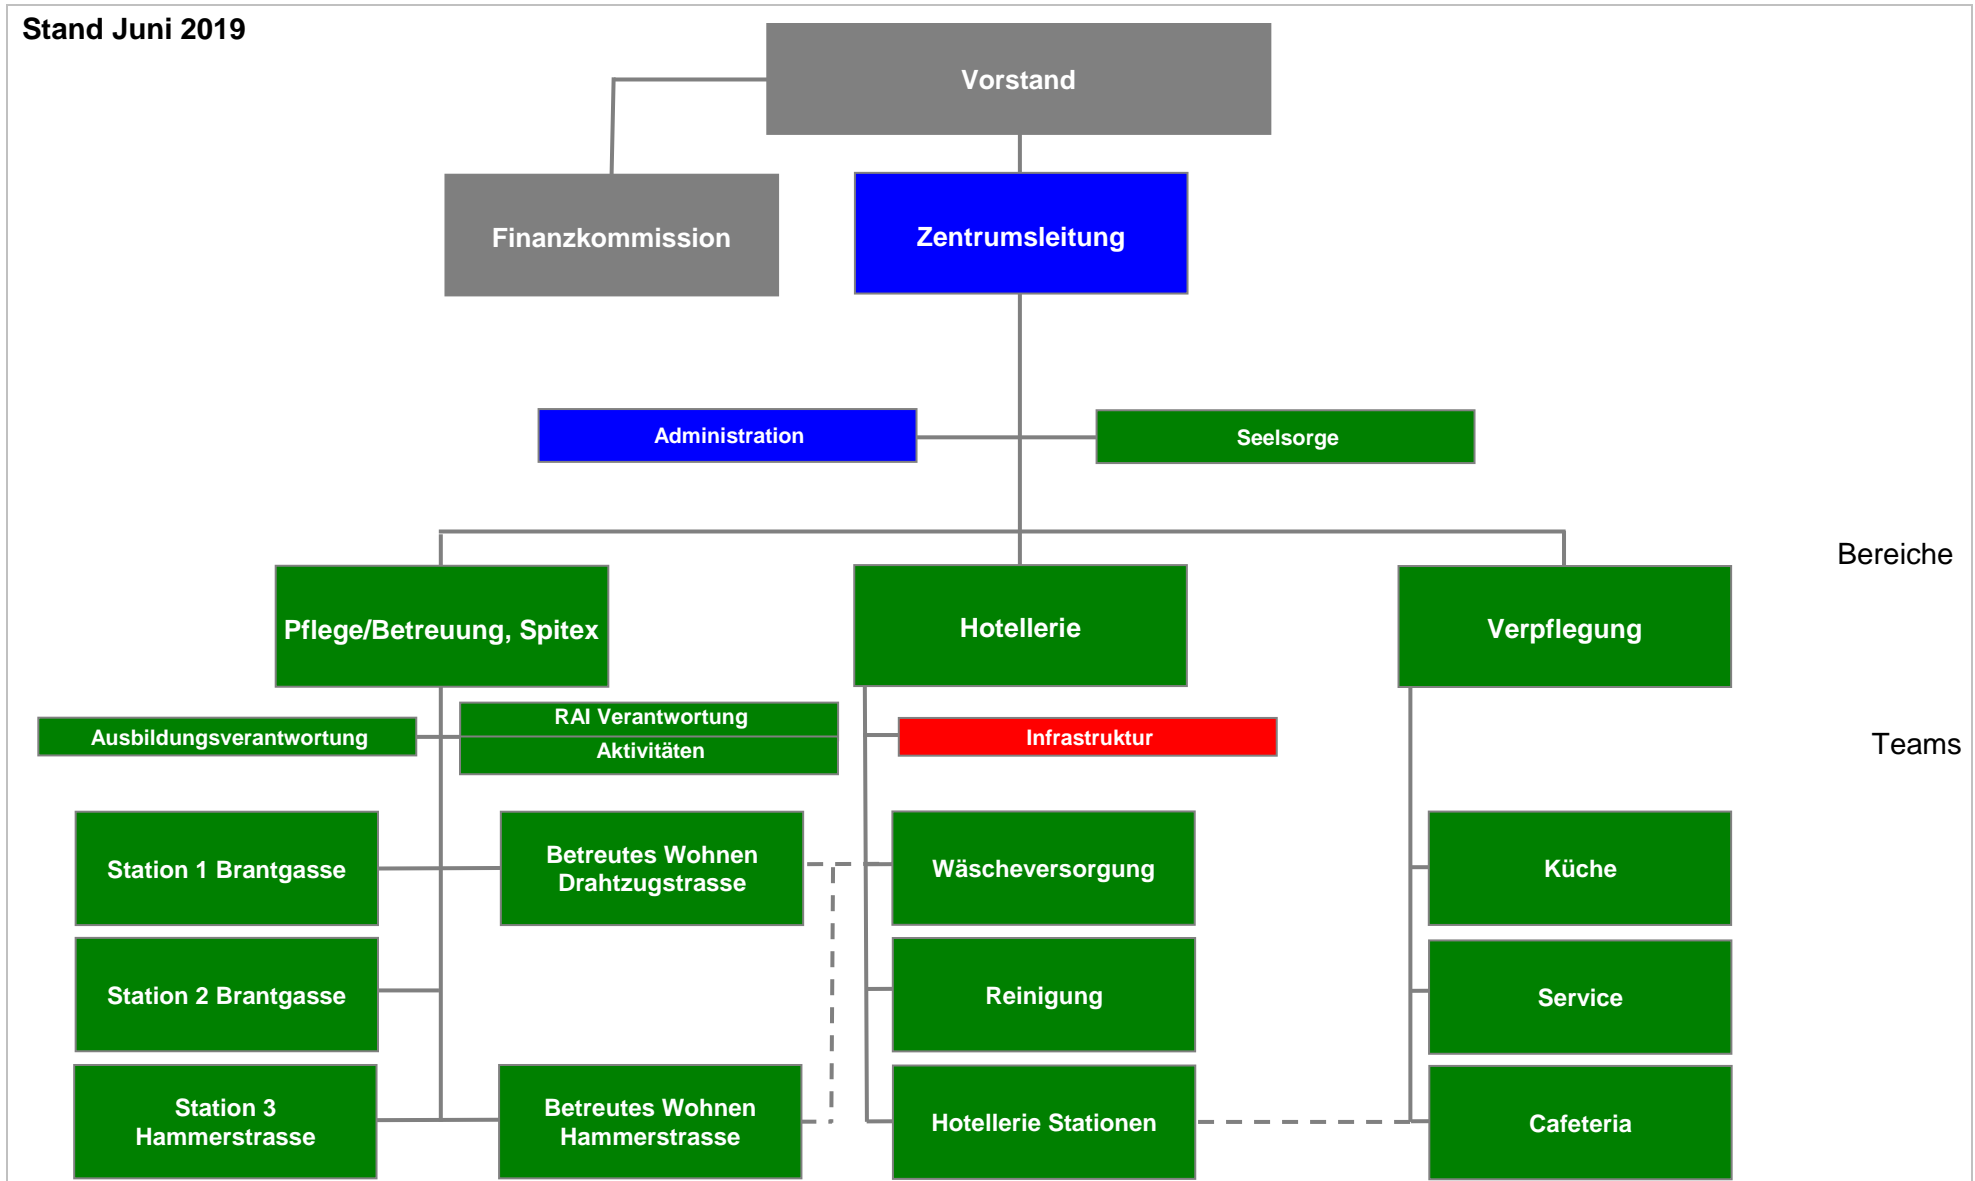 Stand Juni 2019
Vorstand
Finanzkommission
Zentrumsleitung
Administration
Seelsorge
Bereiche
Pflege/Betreuung, Spitex
Hotellerie
Verpflegung
Teams
Ausbildungsverantwortung
RAI Verantwortung
Aktivitäten
Infrastruktur
Station 1 Brantgasse
Betreutes Wohnen
Drahtzugstrasse
Wäscheversorgung
Küche
Station 2 Brantgasse
Reinigung
Service
Station 3
Hammerstrasse
Betreutes Wohnen
Hammerstrasse
Hotellerie Stationen
Cafeteria